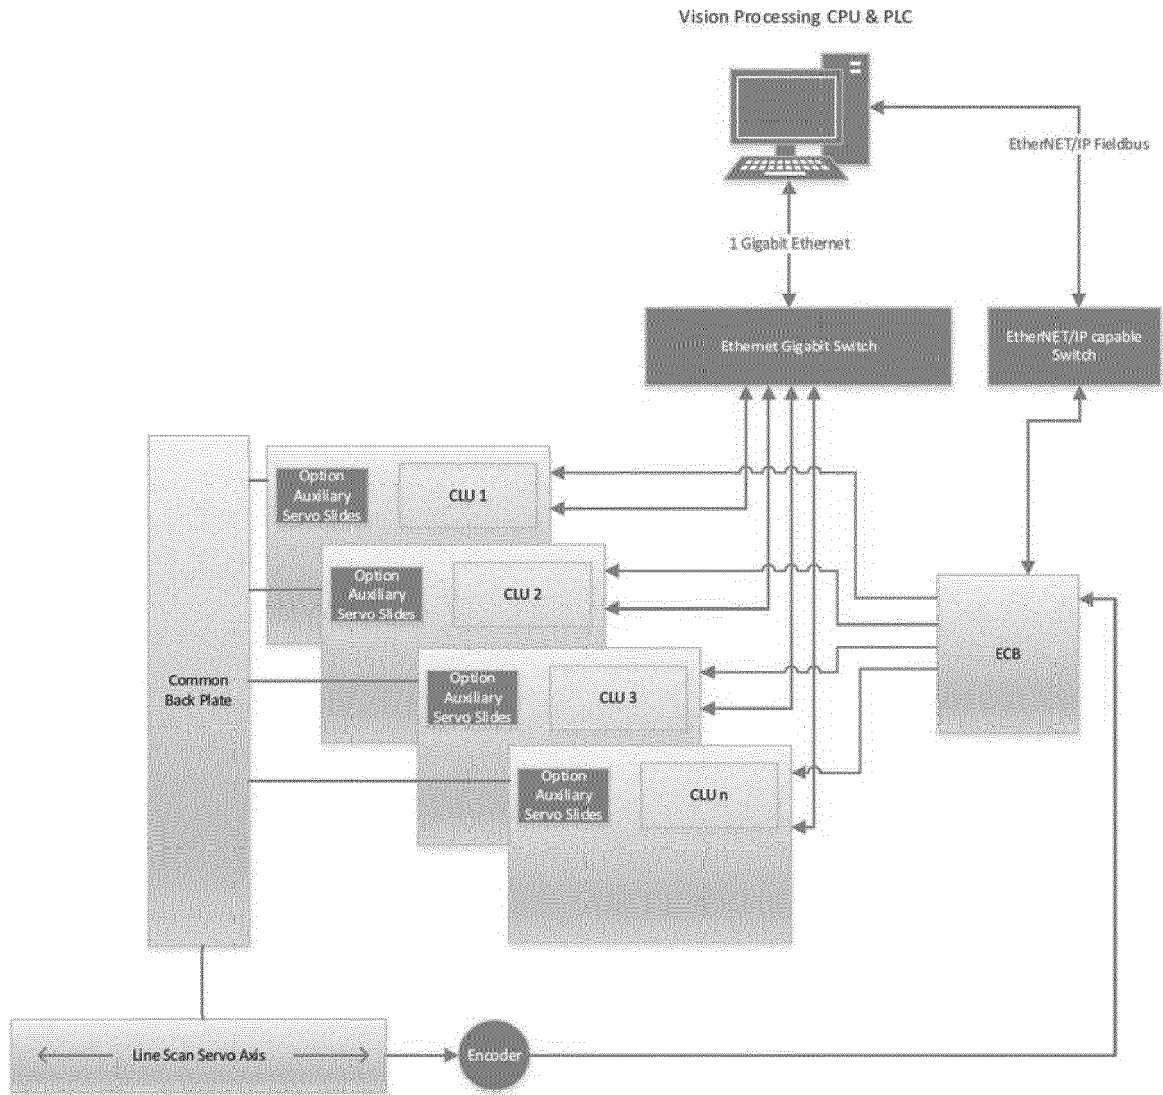 Vision Processing CPU & PLC
EtherNET/IP Fieldbus
1 Gigabit Ethernet
Ethernet Gigabit Switch
EtherNET/IP capable
Switch
Option
Auxiliary
Servo Slides
CLU 1
Option
Auxiliary
Servo Slides
CLU 2
Option
Auxiliary
Servo Slides
CLU 3
Option
Auxiliary
Servo Slides
CLU n
ECB
Common
Back Plate
Line Scan Servo Axis
Encoder